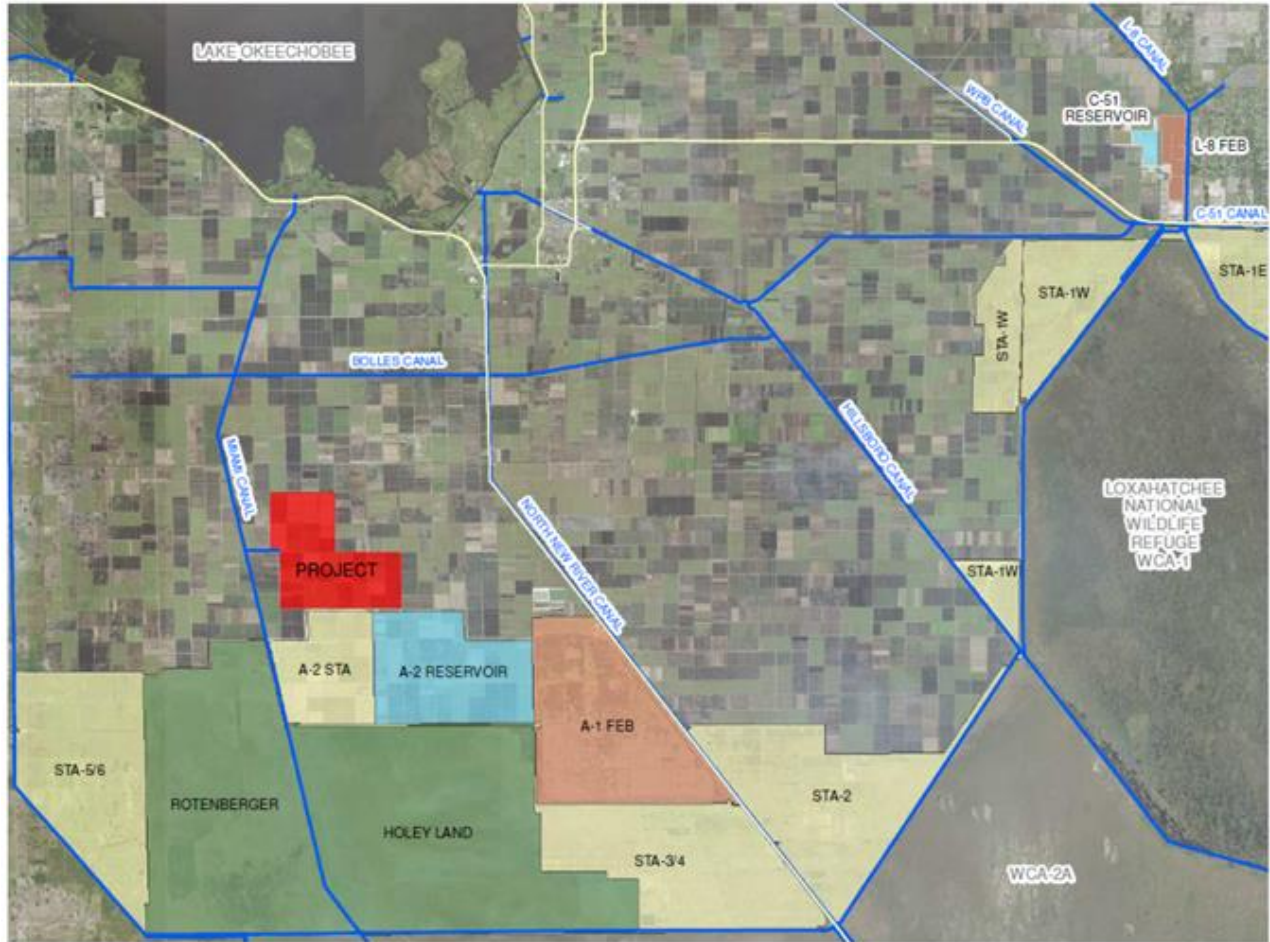 LAKE OKEECHOBEE
L-8 CANAL
WPB CANAL
C-51
RESERVOIR
L-8 FEB
C-51 CANAL
STA-1E
STA-1W
STA-1W
BOLLES CANAL
MIAMI CANAL
HILLSBORO CANAL
LOXAHATCHEE
NATIONAL
WILDLIFE
REFUGE
WCA-1
NORTH NEW RIVER CANAL
PROJECT
STA-1W
A-2 STA
A-2 RESERVOIR
A-1 FEB
STA-5/6
ROTENBERGER
STA-2
HOLEY LAND
STA-3/4
WCA-2A